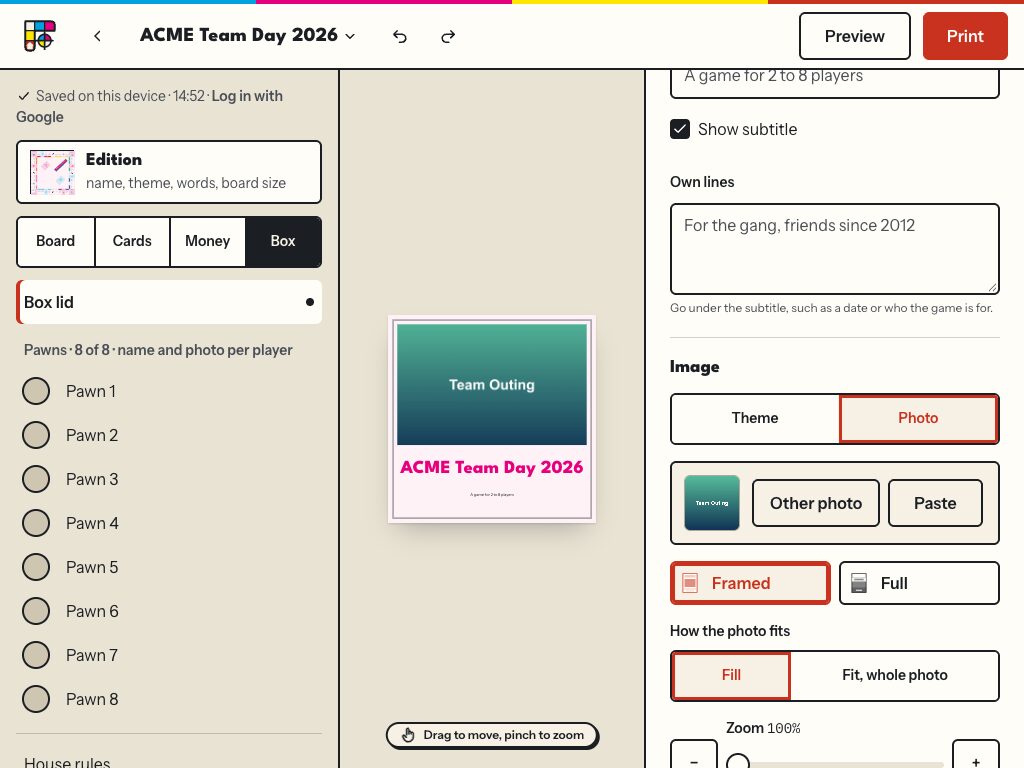 ACME Team Day 2026
Preview
Print
Saved on this device · 14:52 · Log in with
Google
Edition
name, theme, words, board size
Board
Cards
Money
Box
Box lid
Pawns · 8 of 8 · name and photo per player
Pawn 1
Pawn 2
Pawn 3
Pawn 4
Pawn 5
Pawn 6
Pawn 7
Pawn 8
House rules
Team Outing
ACME Team Day 2026
A game for 2 to 8 players
Drag to move, pinch to zoom
A game for 2 to 8 players
Show subtitle
Own lines
For the gang, friends since 2012
Go under the subtitle, such as a date or who the game is for.
Image
Theme
Photo
Team Outing
Other photo
Paste
Framed
Full
How the photo fits
Fill
Fit, whole photo
Zoom 100%
−
+